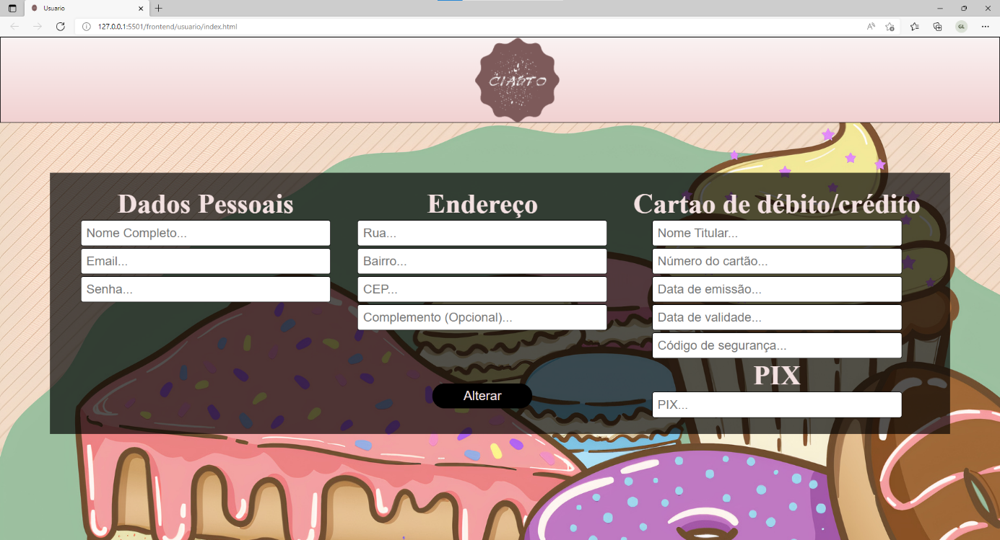 Usuario
127.0.0.1:5501/frontend/usuario/index.html
GL
Dados Pessoais
Nome Completo...
Email...
Senha...
Endereço
Rua...
Bairro...
CEP...
Complemento (Opcional)...
Alterar
Cartão de débito/crédito
Nome Titular...
Número do cartão...
Data de emissão...
Data de validade...
Código de segurança...
PIX
PIX...